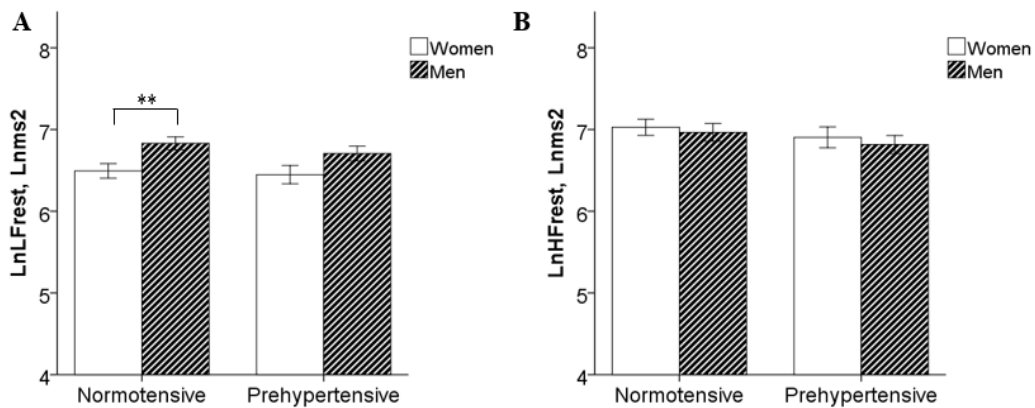 A
LnLFrest, Lnms2
8
7
6
5
4
**
Women
Men
Normotensive
Prehypertensive
B
LnHFrest, Lnms2
8
7
6
5
4
Women
Men
Normotensive
Prehypertensive